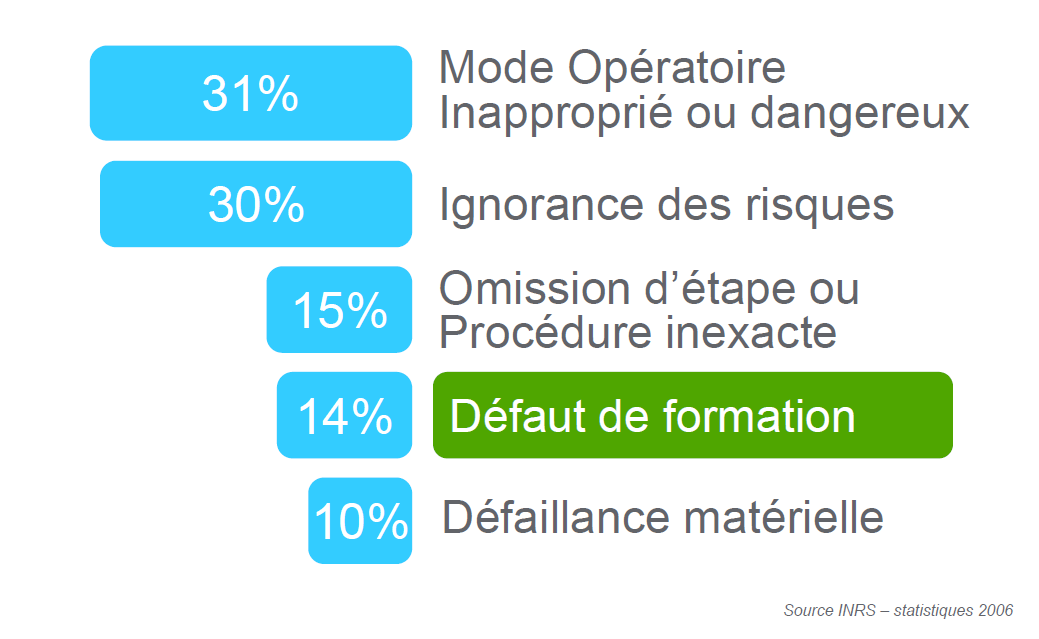 31%
Mode Opératoire
Inapproprié ou dangereux
30%
Ignorance des risques
15%
Omission d’étape ou
Procédure inexacte
14%
Défaut de formation
10%
Défaillance matérielle
Source INRS – statistiques 2006